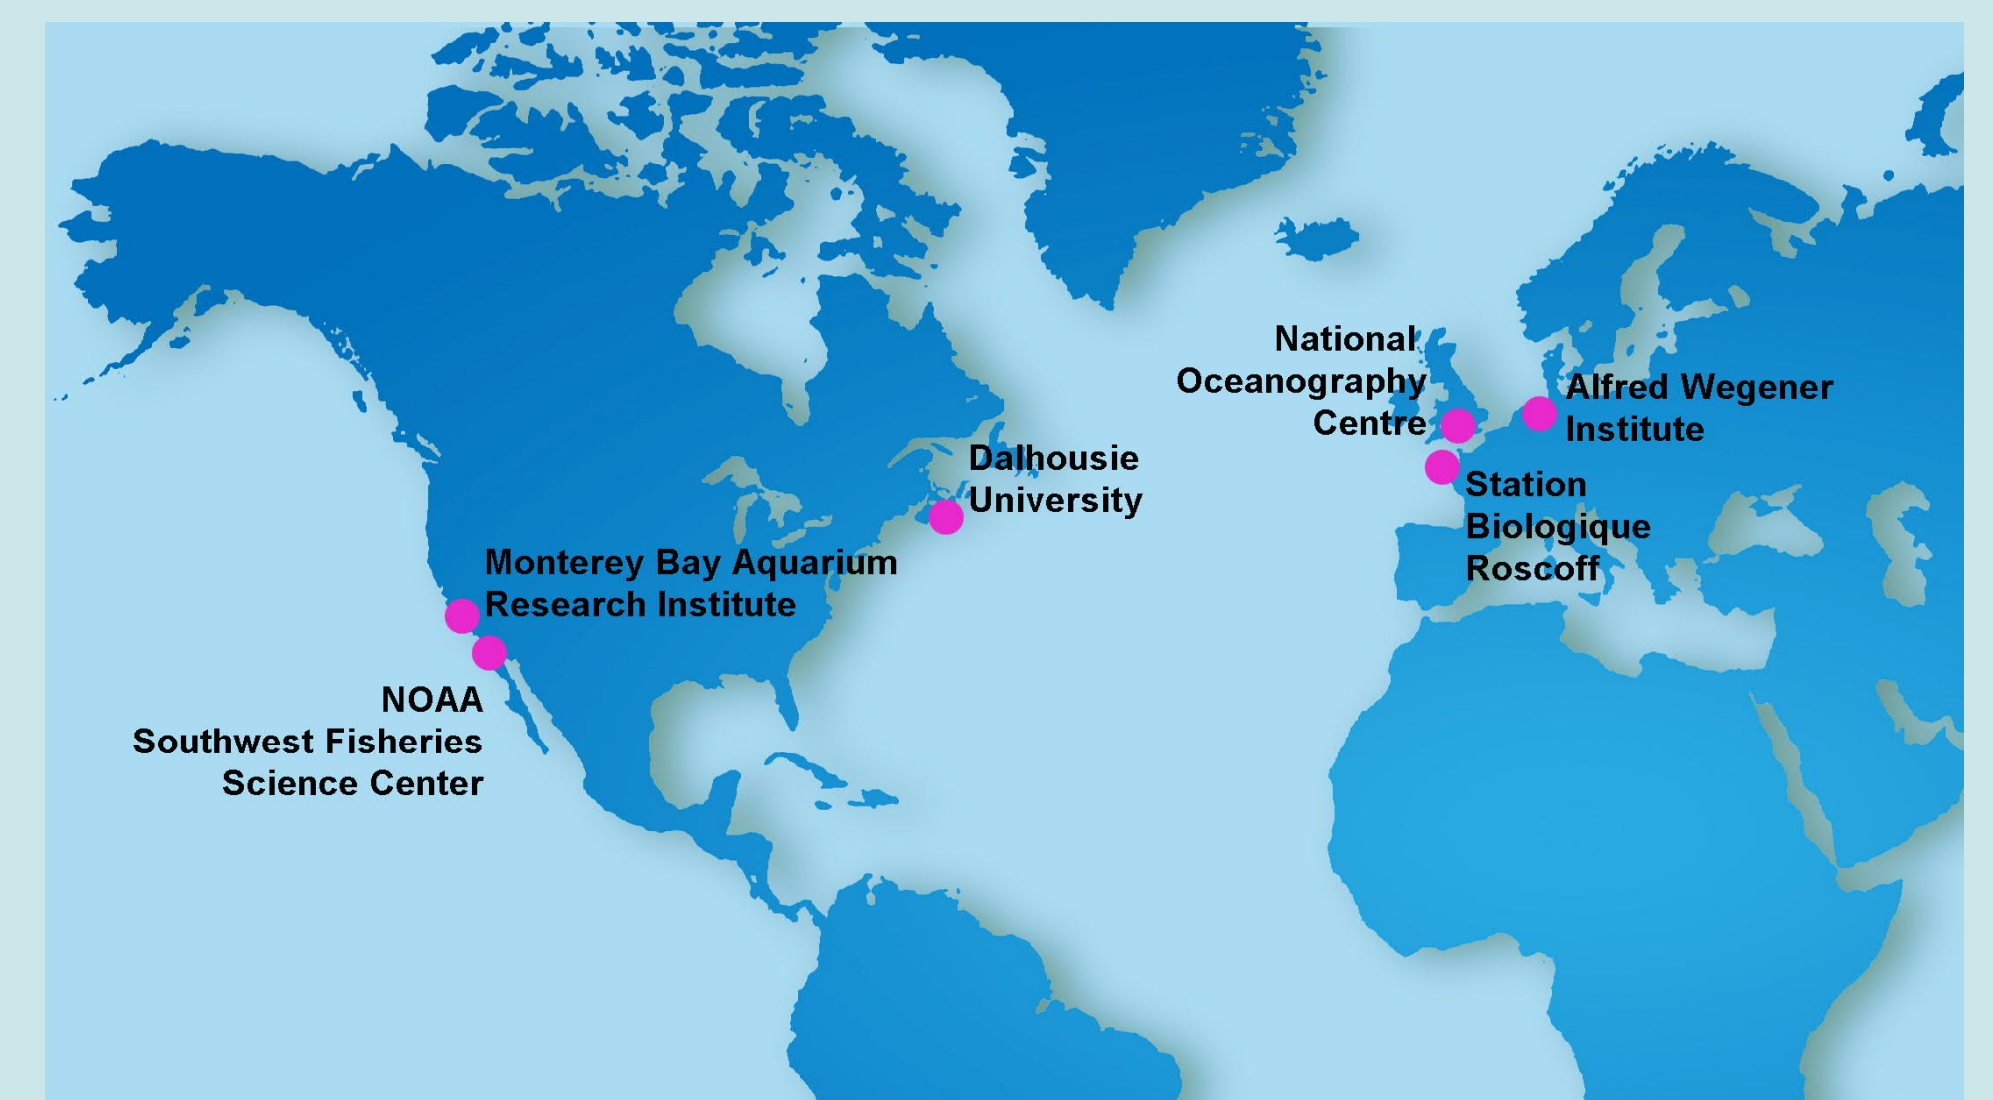 National
Oceanography
Centre
Alfred Wegener
Institute
Dalhousie
University
Station
Biologique
Roscoff
Monterey Bay Aquarium
Research Institute
NOAA
Southwest Fisheries
Science Center